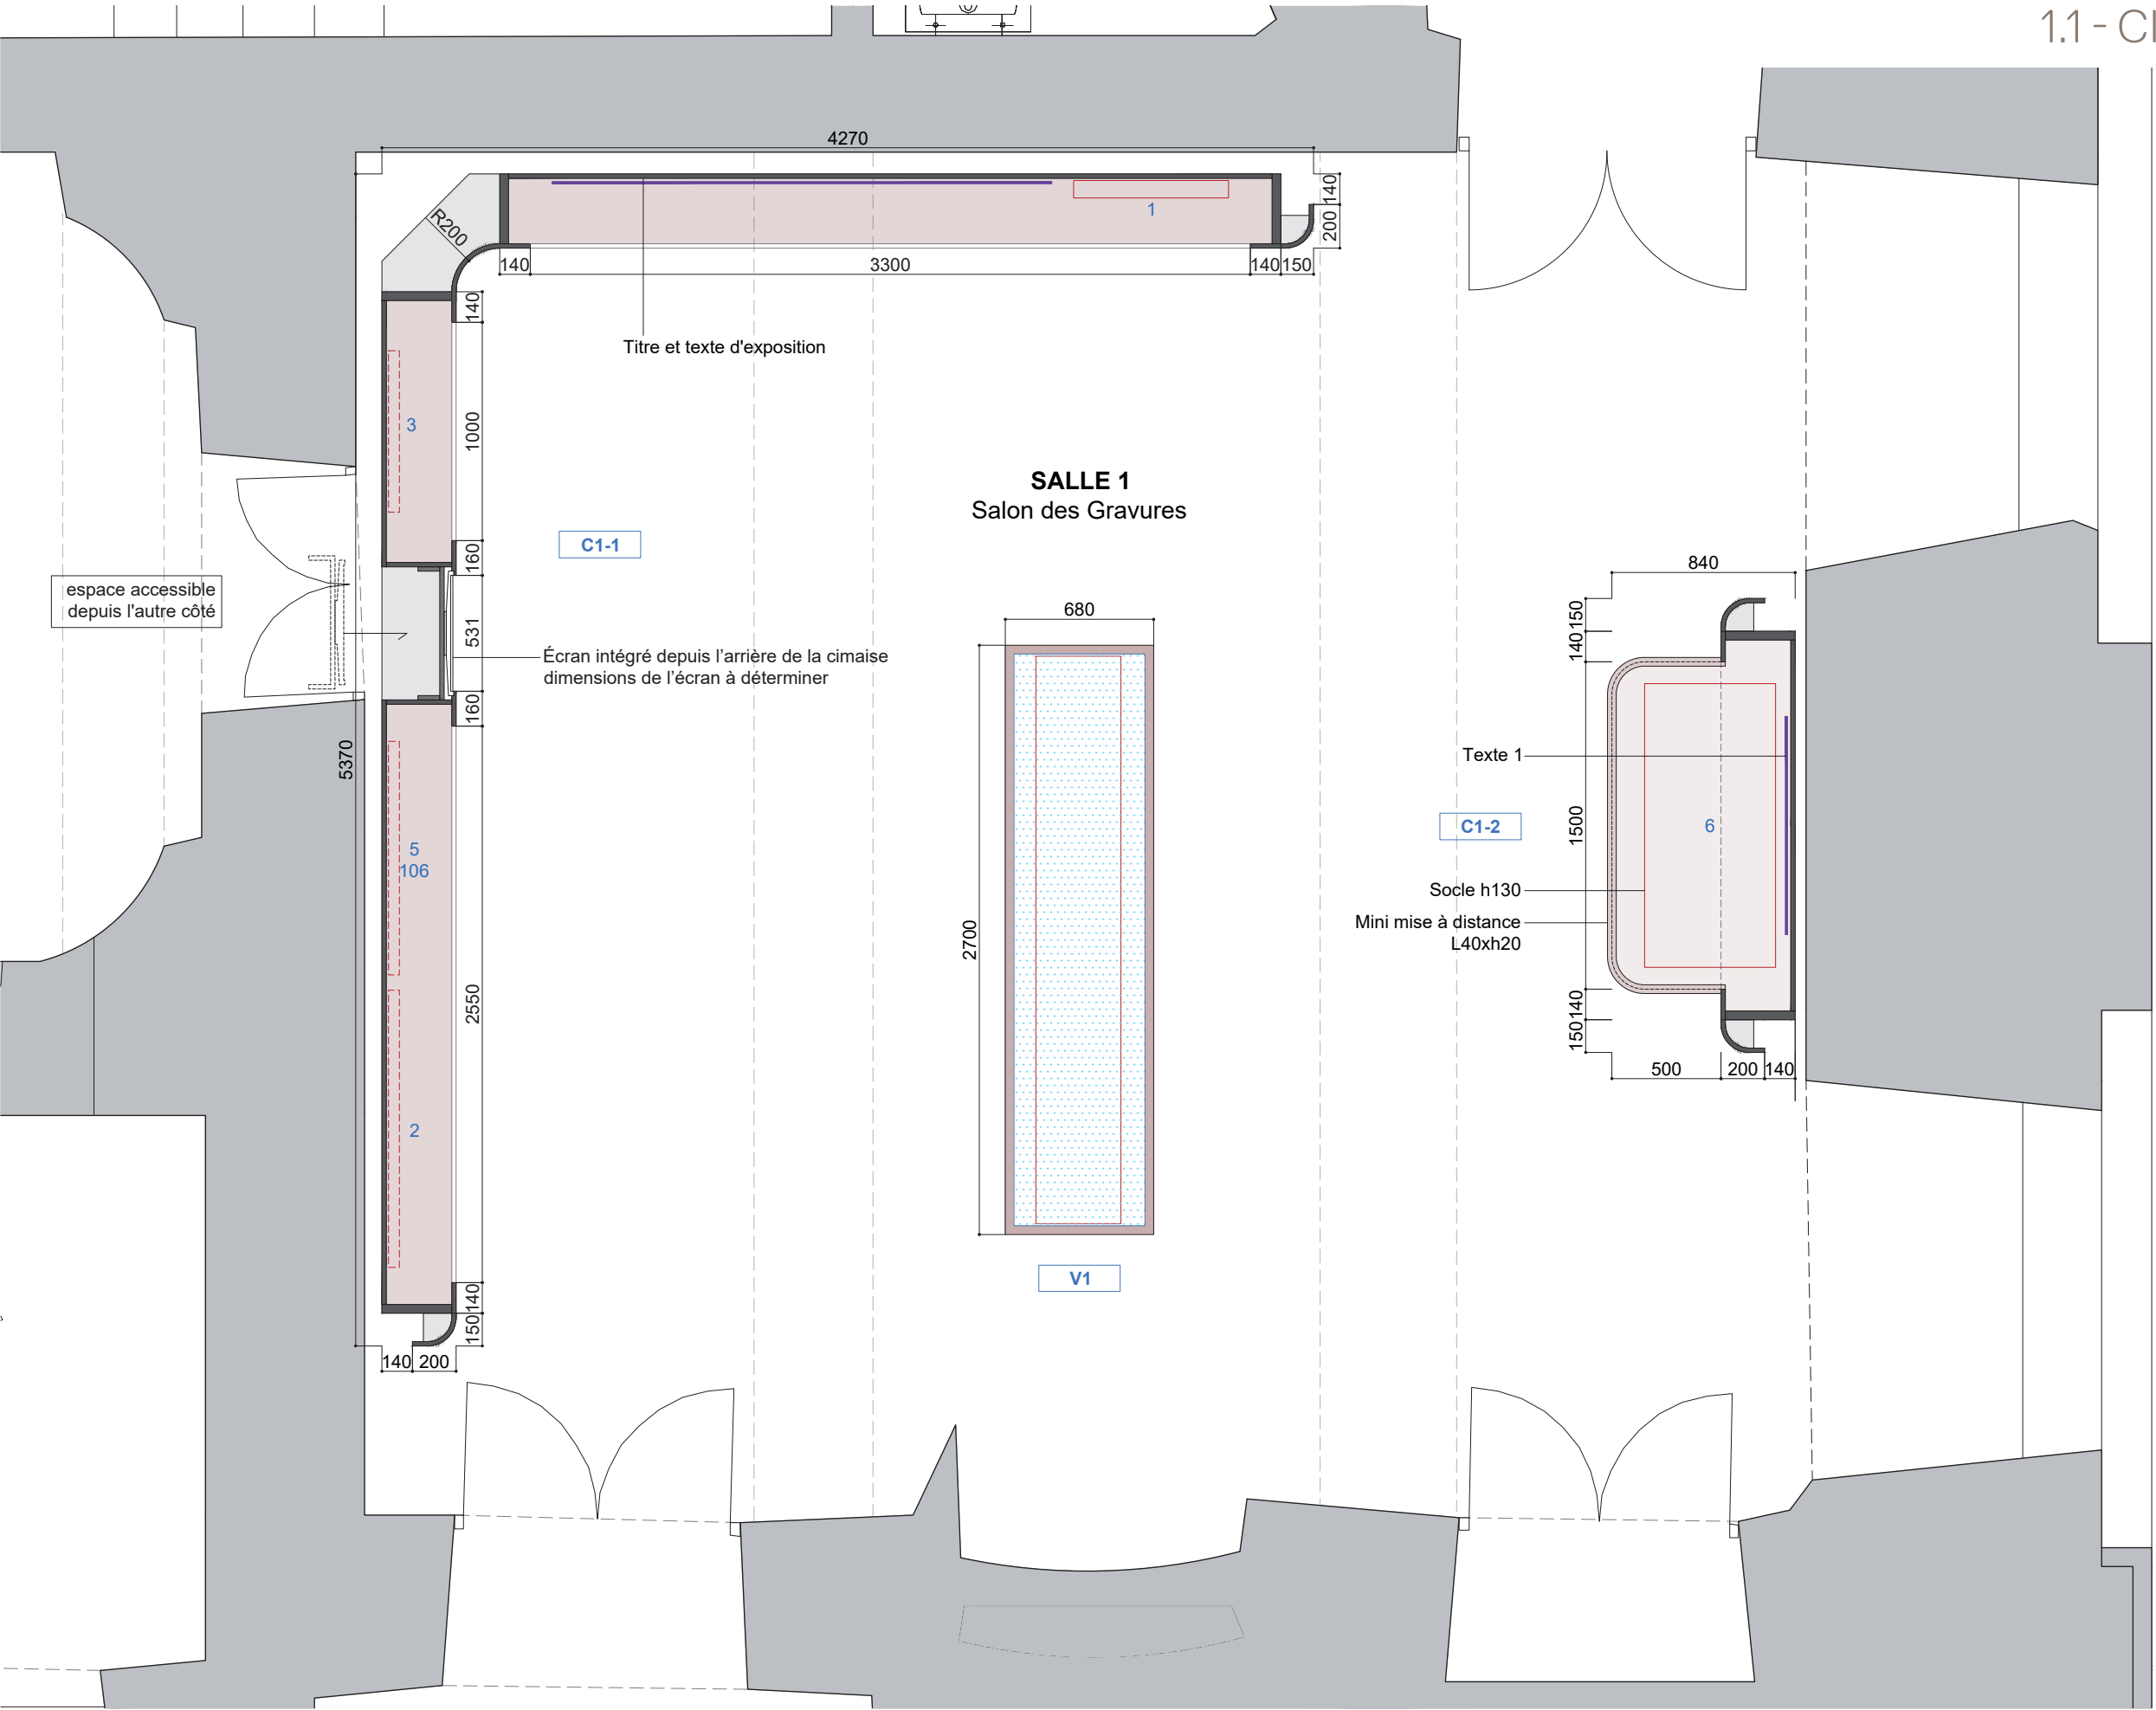 1.1 - C
4270
140
200
R200
1
140
3300
140
150
140
Titre et texte d'exposition
1000
3
SALLE 1
Salon des Gravures
C1-1
160
840
espace accessible
depuis l'autre côté
680
150
140
531
Écran intégré depuis l'arrière de la cimaise
dimensions de l'écran à déterminer
160
5370
Texte 1
1500
C1-2
6
5
106
Socle h130
Mini mise à distance
L40xh20
2700
2550
140
150
500
200
140
2
V1
140
150
140
200